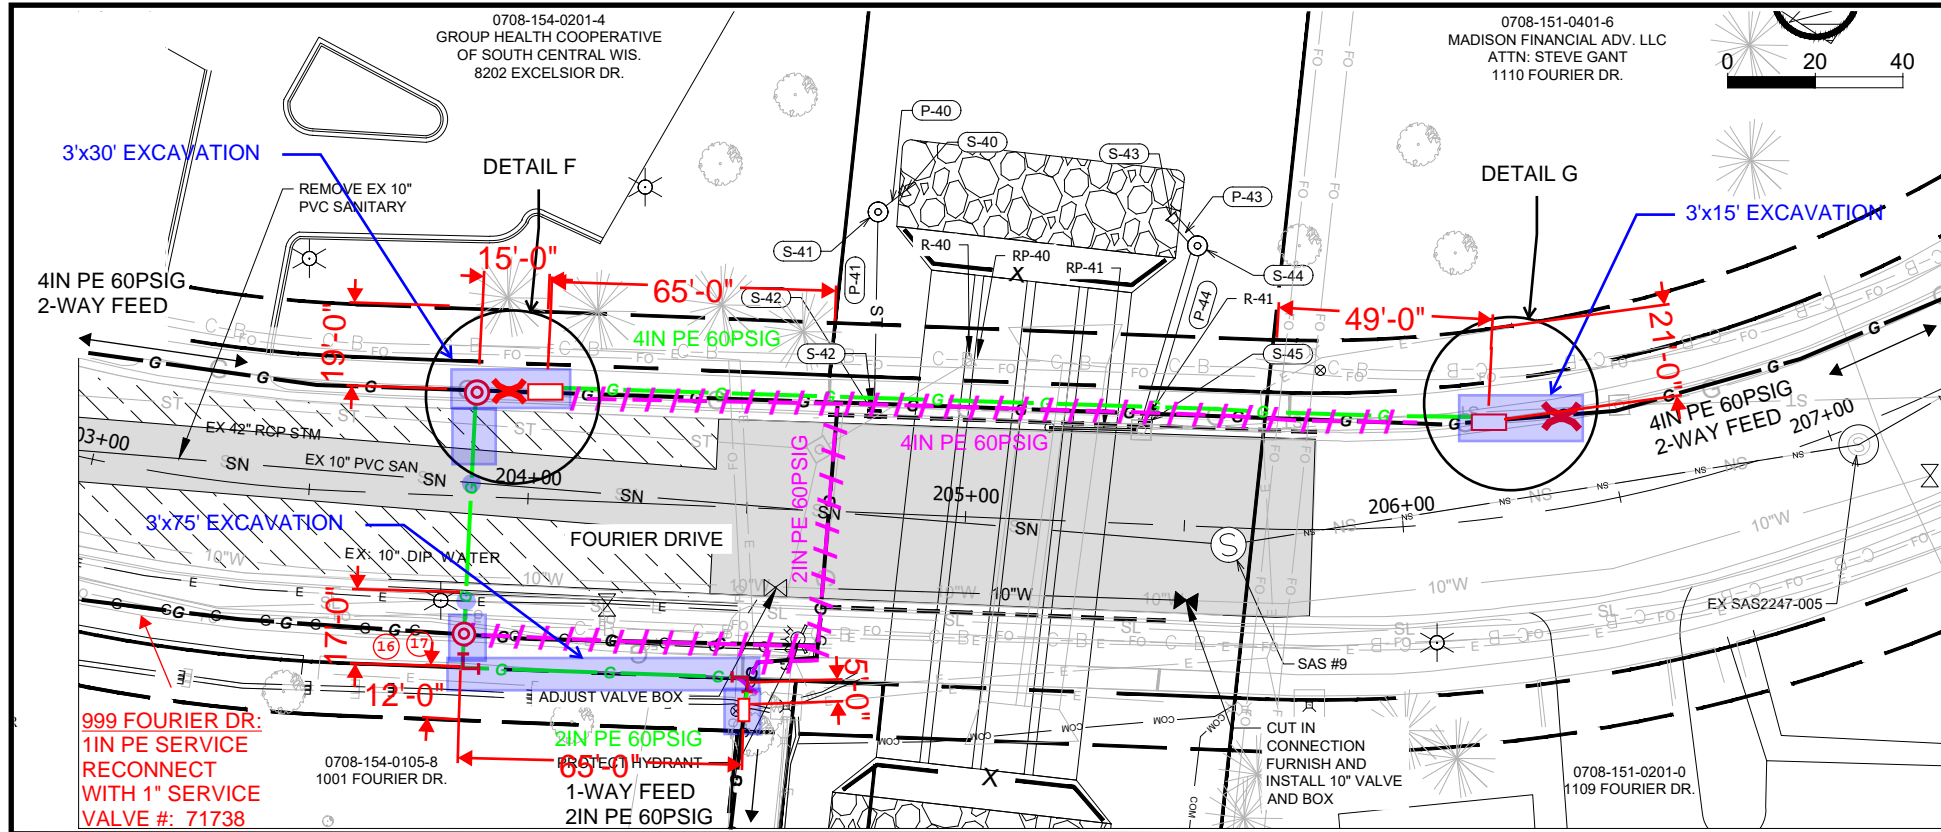 0708-154-0201-4
GROUP HEALTH COOPERATIVE
OF SOUTH CENTRAL WIS.
8202 EXCELSIOR DR.
0708-151-0401-6
MADISON FINANCIAL ADV. LLC
ATTN: STEVE GANT
1110 FOURIER DR.
0 20 40
3'x30' EXCAVATION
DETAIL F
REMOVE EX 10"
PVC SANITARY
P-40
S-40
S-43
P-43
DETAIL G
3'x15' EXCAVATION
S-41
P-41
ST
R-40
RP-40
RP-41
X
S-44
P-44
R-41
4IN PE 60PSIG
2-WAY FEED
15'-0"
65'-0"
S-42
49'-0"
21'-0"
19'-0"
4IN PE 60PSIG
S-42
S-45
4IN PE 60PSIG
4IN PE 60PSIG
2-WAY FEED
207+00
EX 42" RCP STM
03+00
EX 10" PVC SAN
204+00
205+00
206+00
SN SN SN SN SN
2IN PE 60PSIG
3'x75' EXCAVATION
FOURIER DRIVE
EX: 10" DIP WATER
10"W 10"W 10"W 10"W 10"W 10"W 10"W
17'-0"
16 17
EX SAS2247-005
SAS #9
12'-0"
ADJUST VALVE BOX
5'-0"
999 FOURIER DR:
1IN PE SERVICE
RECONNECT
WITH 1" SERVICE
VALVE #: 71738
0708-154-0105-8
1001 FOURIER DR.
2IN PE 60PSIG
PROTECT HYDRANT
65'-0"
1-WAY FEED
2IN PE 60PSIG
X
CUT IN
CONNECTION
FURNISH AND
INSTALL 10" VALVE
AND BOX
0708-151-0201-0
1109 FOURIER DR.